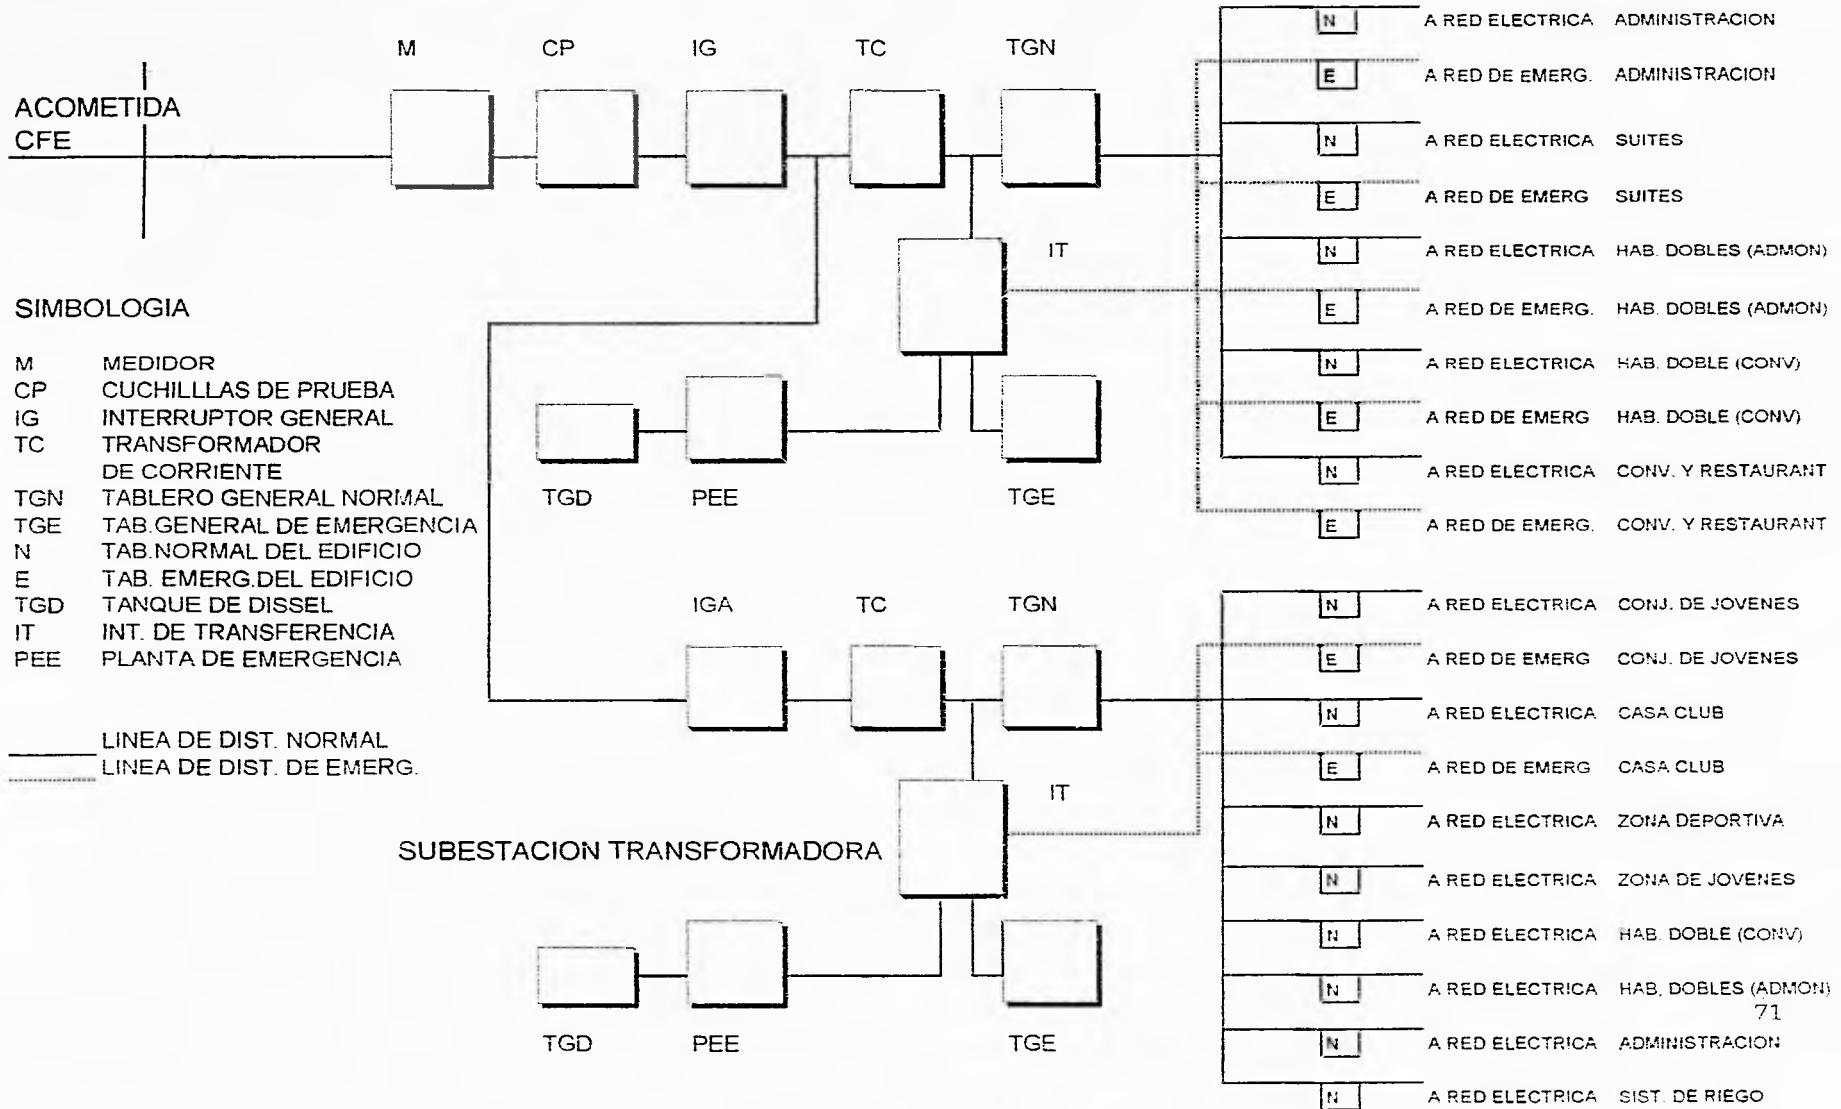 M CP IG TC TGN
ACOMETIDA
CFE
N A RED ELECTRICA ADMINISTRACION
E A RED DE EMERG. ADMINISTRACION
N A RED ELECTRICA SUITES
E A RED DE EMERG SUITES
N A RED ELECTRICA HAB. DOBLES (ADMON)
E A RED DE EMERG. HAB. DOBLES (ADMON)
N A RED ELECTRICA HAB. DOBLE (CONV)
E A RED DE EMERG HAB. DOBLE (CONV)
N A RED ELECTRICA CONV. Y RESTAURANT
E A RED DE EMERG. CONV. Y RESTAURANT
IT
TGD PEE TGE
SIMBOLOGIA
M MEDIDOR
CP CUCHILLLAS DE PRUEBA
IG INTERRUPTOR GENERAL
TC TRANSFORMADOR
DE CORRIENTE
TGN TABLERO GENERAL NORMAL
TGE TAB.GENERAL DE EMERGENCIA
N TAB.NORMAL DEL EDIFICIO
E TAB. EMERG.DEL EDIFICIO
TGD TANQUE DE DISSEL
IT INT. DE TRANSFERENCIA
PEE PLANTA DE EMERGENCIA
LINEA DE DIST. NORMAL
LINEA DE DIST. DE EMERG.
IGA TC TGN
IT
SUBESTACION TRANSFORMADORA
TGD PEE TGE
N A RED ELECTRICA CONJ. DE JOVENES
E A RED DE EMERG CONJ. DE JOVENES
N A RED ELECTRICA CASA CLUB
E A RED DE EMERG CASA CLUB
N A RED ELECTRICA ZONA DEPORTIVA
N A RED ELECTRICA ZONA DE JOVENES
N A RED ELECTRICA HAB. DOBLE (CONV)
N A RED ELECTRICA HAB. DOBLES (ADMON)
71
N A RED ELECTRICA ADMINISTRACION
N A RED ELECTRICA SIST. DE RIEGO